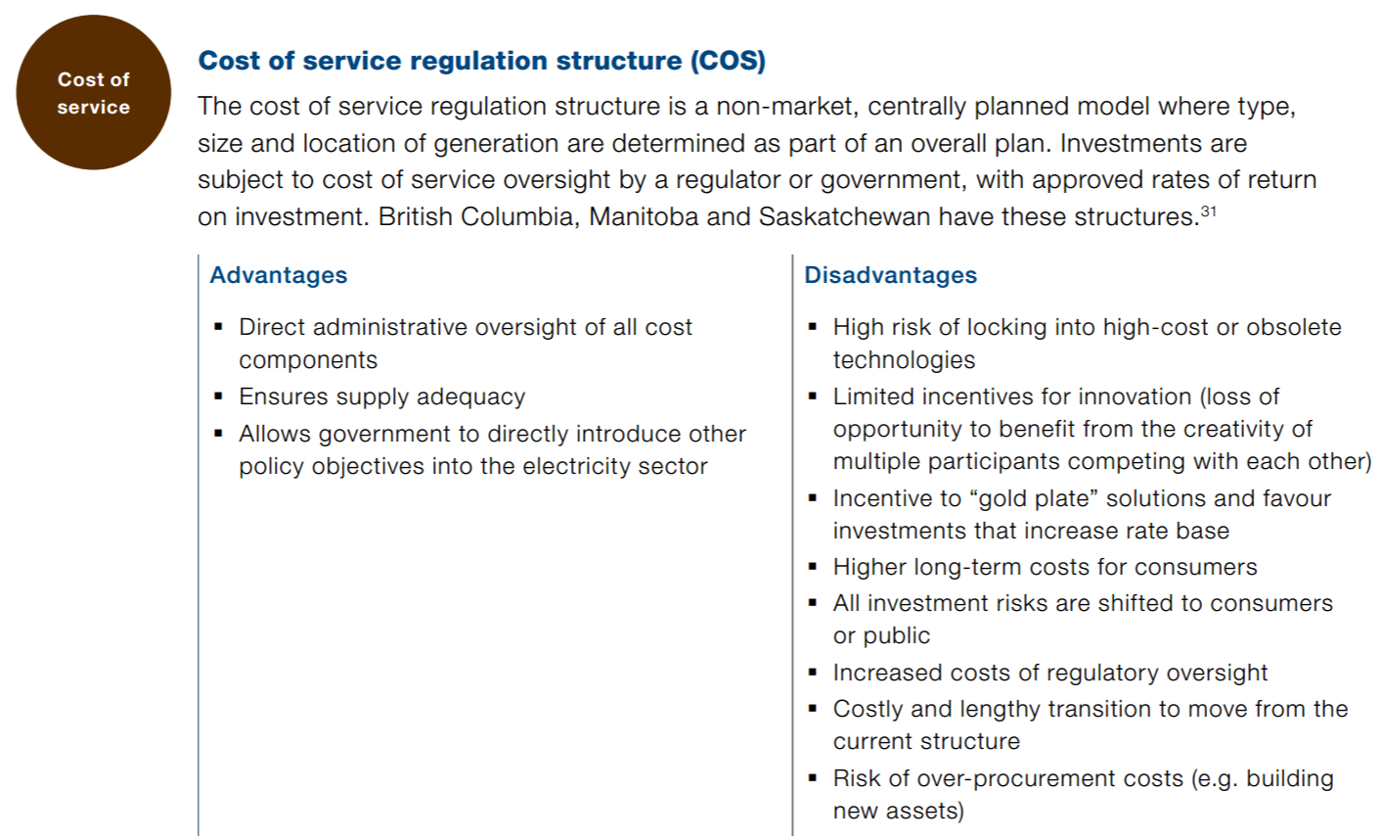 Cost of
service
Cost of service regulation structure (COS)
The cost of service regulation structure is a non-market, centrally planned model where type,
size and location of generation are determined as part of an overall plan. Investments are
subject to cost of service oversight by a regulator or government, with approved rates of return
on investment. British Columbia, Manitoba and Saskatchewan have these structures.³¹
Advantages
▪ Direct administrative oversight of all cost
components
▪ Ensures supply adequacy
▪ Allows government to directly introduce other
policy objectives into the electricity sector
Disadvantages
▪ High risk of locking into high-cost or obsolete
technologies
▪ Limited incentives for innovation (loss of
opportunity to benefit from the creativity of
multiple participants competing with each other)
▪ Incentive to “gold plate” solutions and favour
investments that increase rate base
▪ Higher long-term costs for consumers
▪ All investment risks are shifted to consumers
or public
▪ Increased costs of regulatory oversight
▪ Costly and lengthy transition to move from the
current structure
▪ Risk of over-procurement costs (e.g. building
new assets)